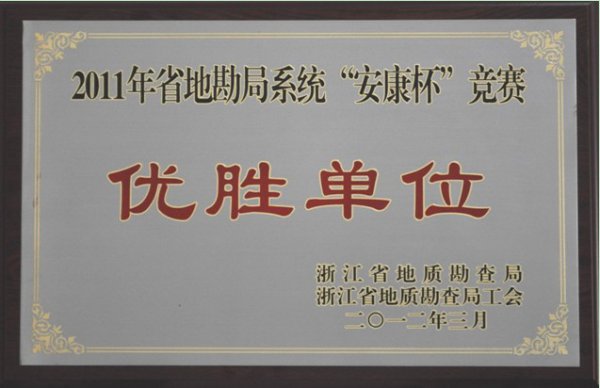 2011年省地勘局系统“安康杯”竞赛
优胜单位
浙江省地质勘查局
浙江省地质勘查局工会
二〇一二年三月